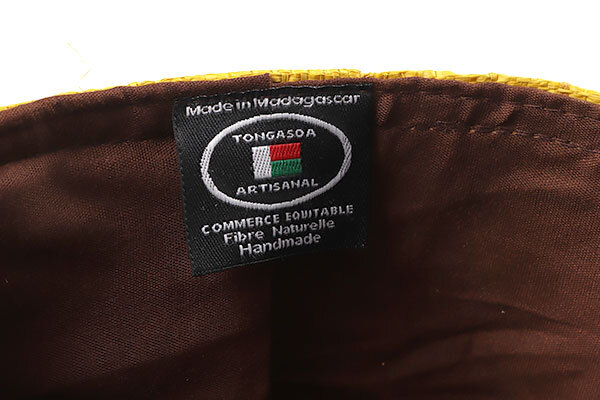 Made in Madagascar
TONGASOA
ARTISANAL
COMMERCE EQUITABLE
Fibre Naturelle
Handmade